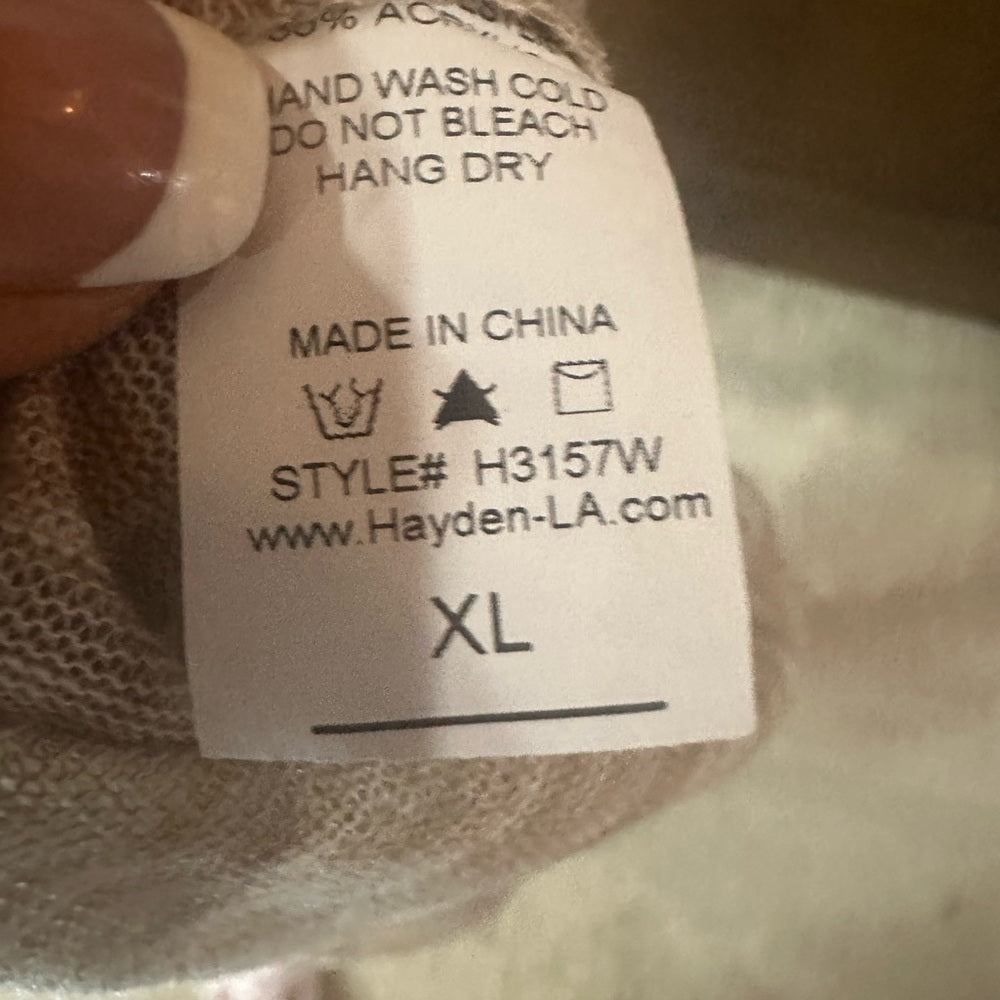 HAND WASH COLD
DO NOT BLEACH
HANG DRY
MADE IN CHINA
STYLE# H3157W
www.Hayden-LA.com
XL